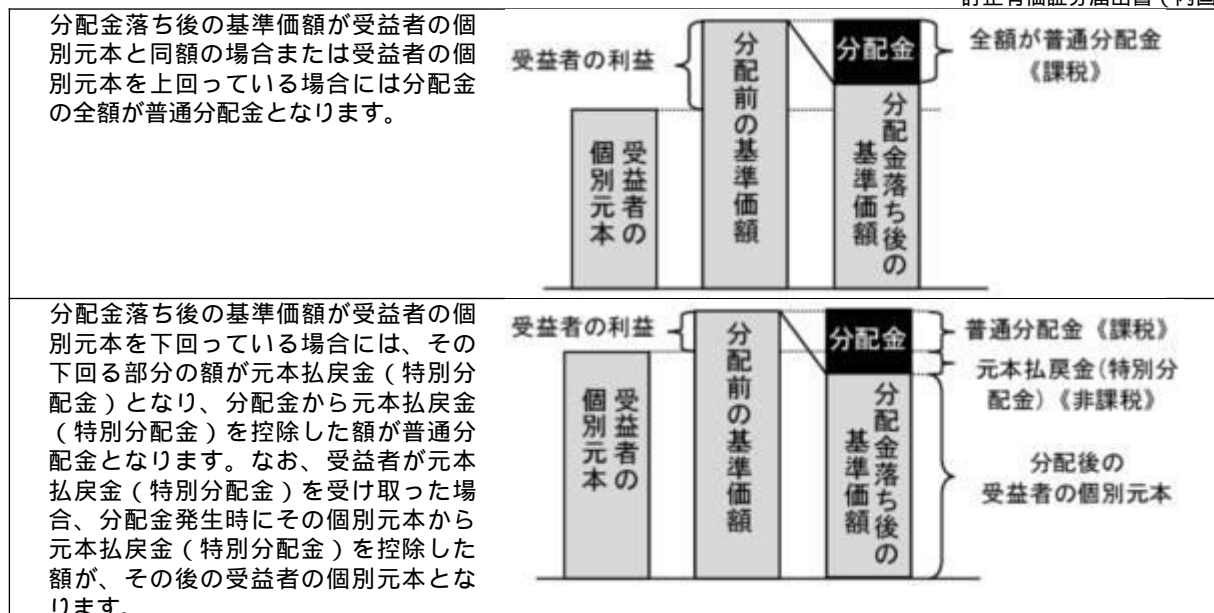 訂正有価証券届出書(内国
分配金落ち後の基準価額が受益者の個
別元本と同額の場合または受益者の個
別元本を上回っている場合には分配金
の全額が普通分配金となります。
受益者の利益
受益者の
個別元本
分配前の基準価額
分配金
分配金落ち後の
基準価額
全額が普通分配金
《課税》
分配金落ち後の基準価額が受益者の個
別元本を下回っている場合には、その
下回る部分の額が元本払戻金(特別分
配金)となり、分配金から元本払戻金
(特別分配金)を控除した額が普通分
配金となります。なお、受益者が元本
払戻金(特別分配金)を受け取った場
合、分配金発生時にその個別元本から
元本払戻金(特別分配金)を控除した
額が、その後の受益者の個別元本とな
ります。
受益者の利益
受益者の
個別元本
分配前の基準価額
分配金
分配金落ち後の
基準価額
普通分配金《課税》
元本払戻金(特別分
配金)《非課税》
分配後の
受益者の個別元本